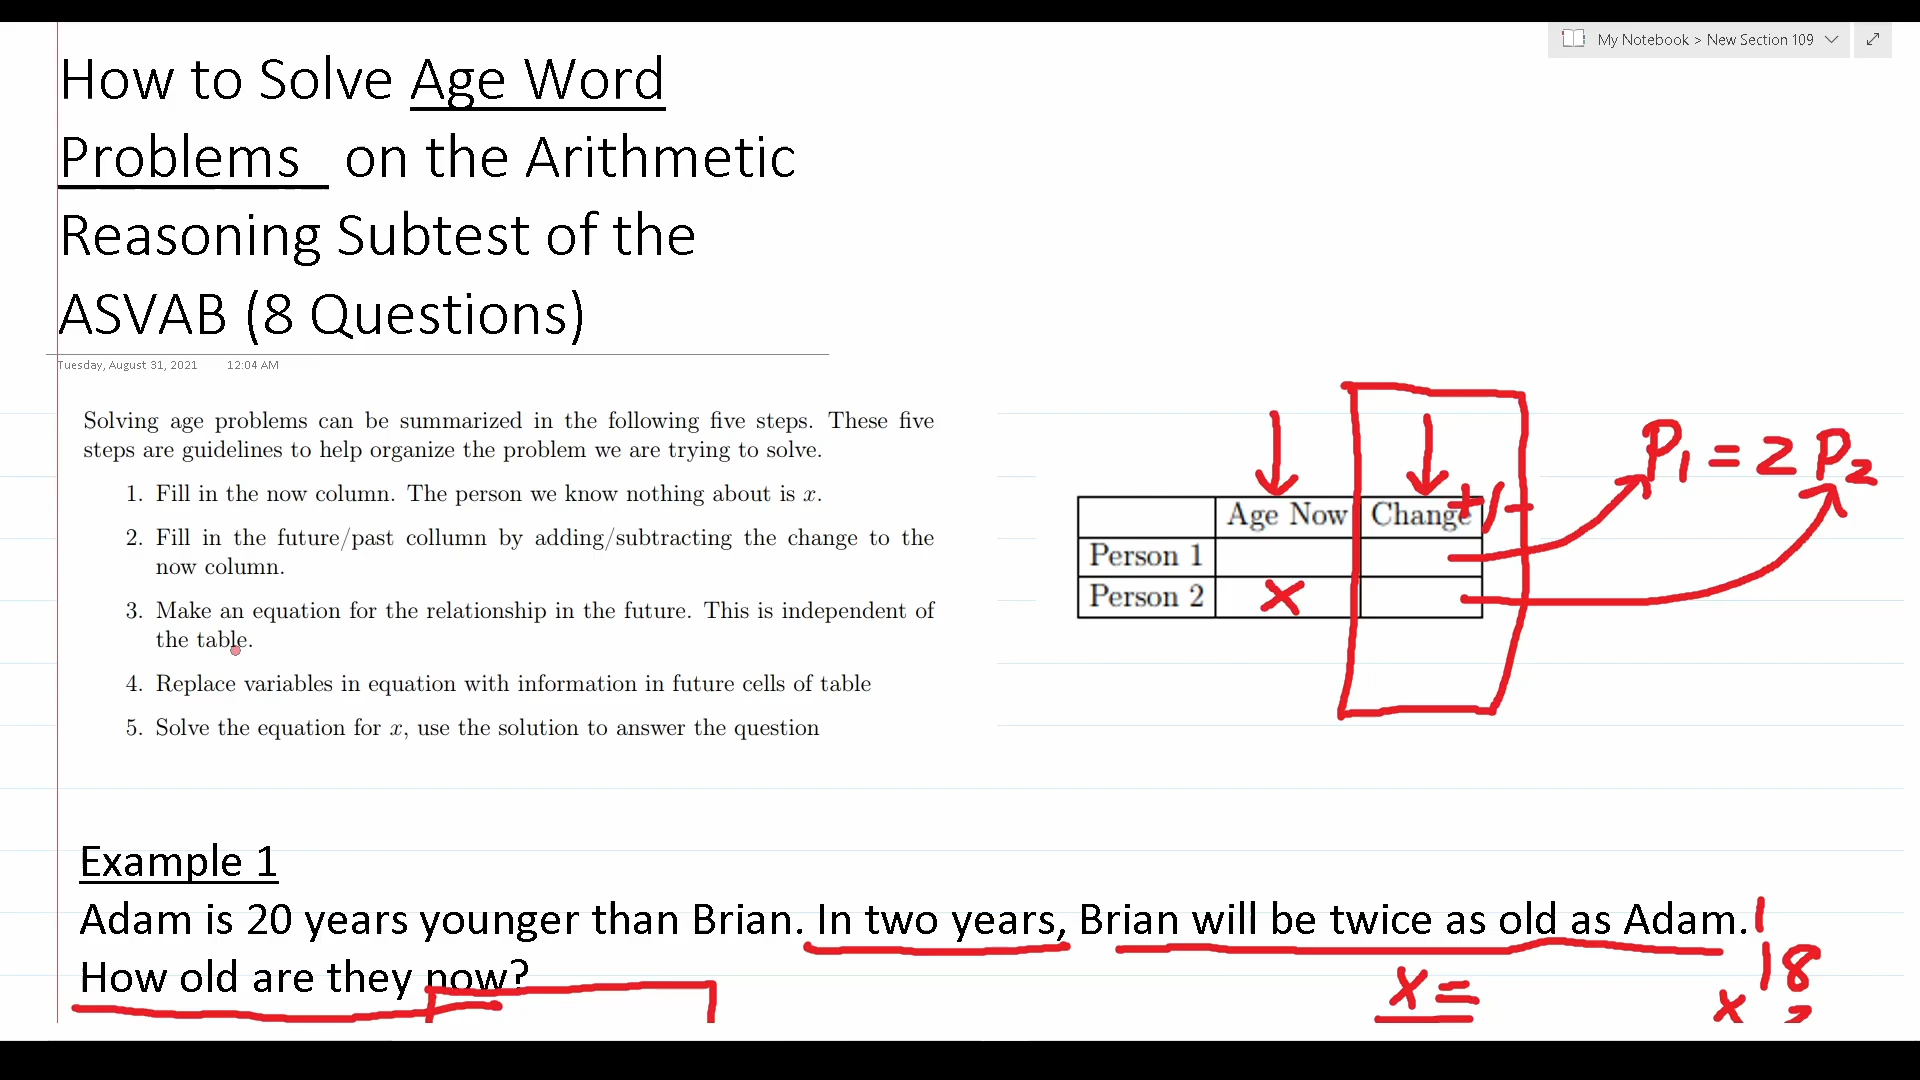 My Notebook > New Section 109
How to Solve Age Word
Problems on the Arithmetic
Reasoning Subtest of the
ASVAB (8 Questions)
Tuesday, August 31, 2021 12:04 AM
Solving age problems can be summarized in the following five steps. These five
steps are guidelines to help organize the problem we are trying to solve.
1. Fill in the now column. The person we know nothing about is x.
2. Fill in the future/past collumn by adding/subtracting the change to the
now column.
3. Make an equation for the relationship in the future. This is independent of
the table.
4. Replace variables in equation with information in future cells of table
5. Solve the equation for x, use the solution to answer the question
P1 = 2 P2
+/-
Age Now Change
Person 1
Person 2 x
Example 1
Adam is 20 years younger than Brian. In two years, Brian will be twice as old as Adam.
How old are they now?
x =
18
x